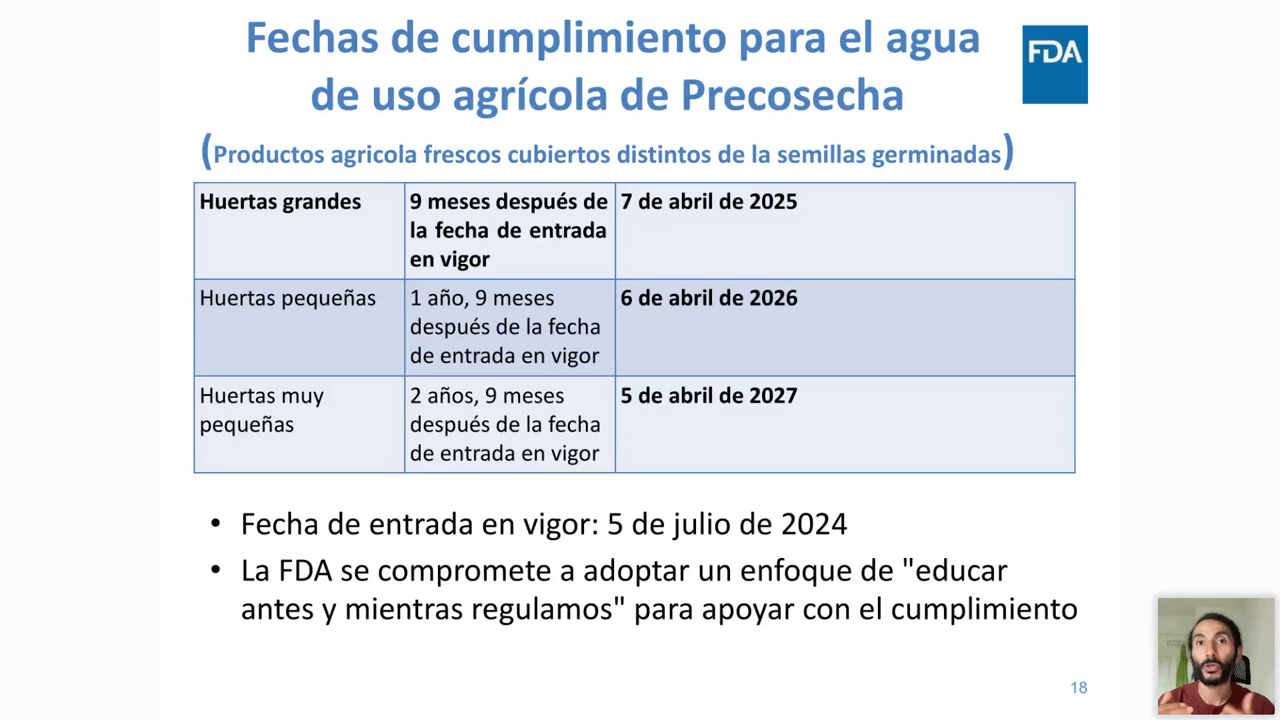 Fechas de cumplimiento para el agua
de uso agrícola de Precosecha
FDA
(Productos agricola frescos cubiertos distintos de la semillas germinadas)
Huertas grandes
9 meses después de
la fecha de entrada
en vigor
7 de abril de 2025
Huertas pequeñas
1 año, 9 meses
después de la fecha
de entrada en vigor
6 de abril de 2026
Huertas muy
pequeñas
2 años, 9 meses
después de la fecha
de entrada en vigor
5 de abril de 2027
• Fecha de entrada en vigor: 5 de julio de 2024
• La FDA se compromete a adoptar un enfoque de "educar
antes y mientras regulamos" para apoyar con el cumplimiento
18